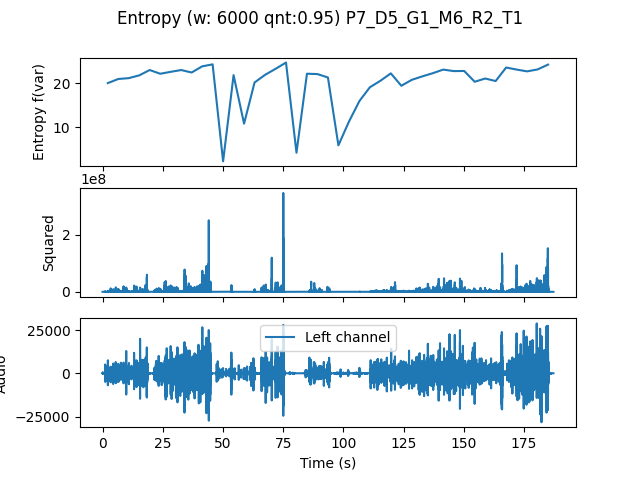 Entropy (w: 6000 qnt:0.95) P7_D5_G1_M6_R2_T1
Entropy f(var)
20
10
1e8
Squared
2
0
Audio
25000
0
−25000
Left channel
0 25 50 75 100 125 150 175
Time (s)